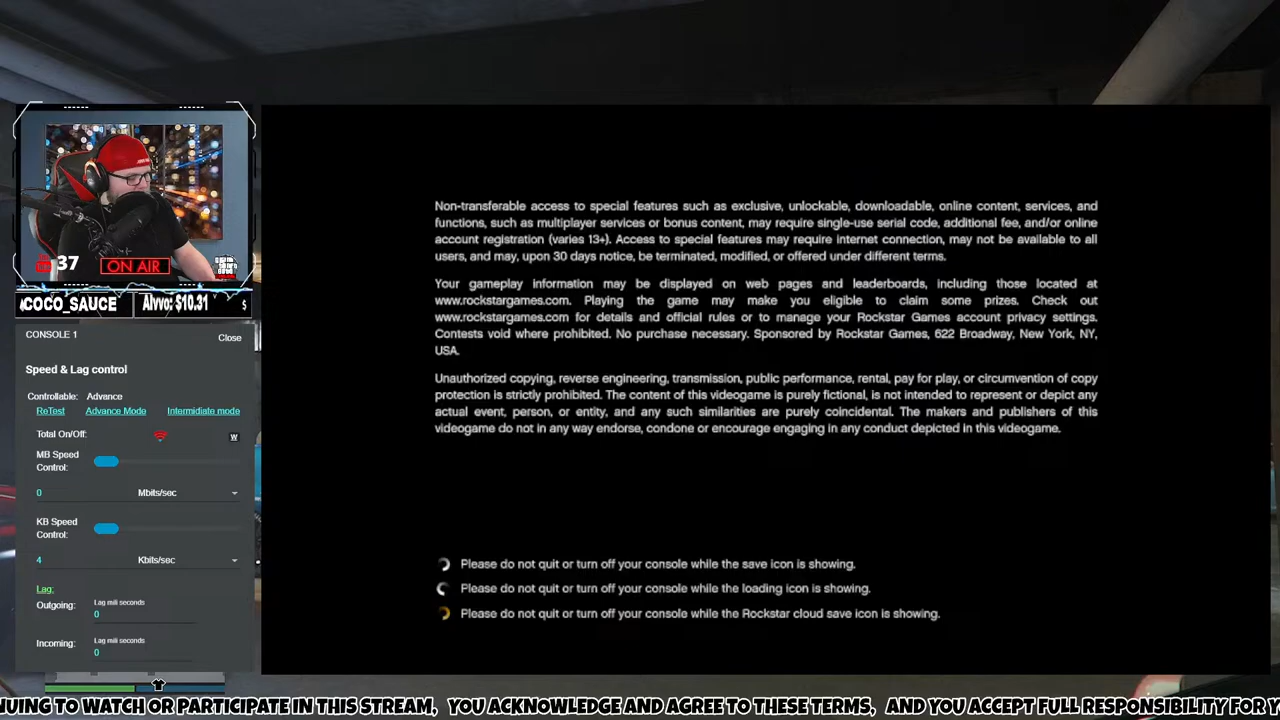 Non-transferable access to special features such as exclusive, unlockable, downloadable, online content, services, and
functions, such as multiplayer services or bonus content, may require single-use serial code, additional fee, and/or online
account registration (varies 13+). Access to special features may require internet connection, may not be available to all
users, and may, upon 30 days notice, be terminated, modified, or offered under different terms.
Your gameplay information may be displayed on web pages and leaderboards, including those located at
www.rockstargames.com. Playing the game may make you eligible to claim some prizes. Check out
www.rockstargames.com for details and official rules or to manage your Rockstar Games account privacy settings.
Contests void where prohibited. No purchase necessary. Sponsored by Rockstar Games, 622 Broadway, New York, NY,
USA.
Unauthorized copying, reverse engineering, transmission, public performance, rental, pay for play, or circumvention of copy
protection is strictly prohibited. The content of this videogame is purely fictional, is not intended to represent or depict any
actual event, person, or entity, and any such similarities are purely coincidental. The makers and publishers of this
videogame do not in any way endorse, condone or encourage engaging in any conduct depicted in this videogame.
Please do not quit or turn off your console while the save icon is showing.
Please do not quit or turn off your console while the loading icon is showing.
Please do not quit or turn off your console while the Rockstar cloud save icon is showing.
37
ON AIR
COCO_SAUCE
Alvvo: $10.31
$
CONSOLE 1
Close
Speed & Lag control
Controllable: Advance
ReTest Advance Mode Intermidiate mode
Total On/Off:
W
MB Speed
Control:
0 Mbits/sec
KB Speed
Control:
4 Kbits/sec
Lag:
Outgoing: Lag mili seconds
0
Incoming: Lag mili seconds
0
NUING TO WATCH OR PARTICIPATE IN THIS STREAM, YOU ACKNOWLEDGE AND AGREE TO THESE TERMS, AND YOU ACCEPT FULL RESPONSIBILITY FOR